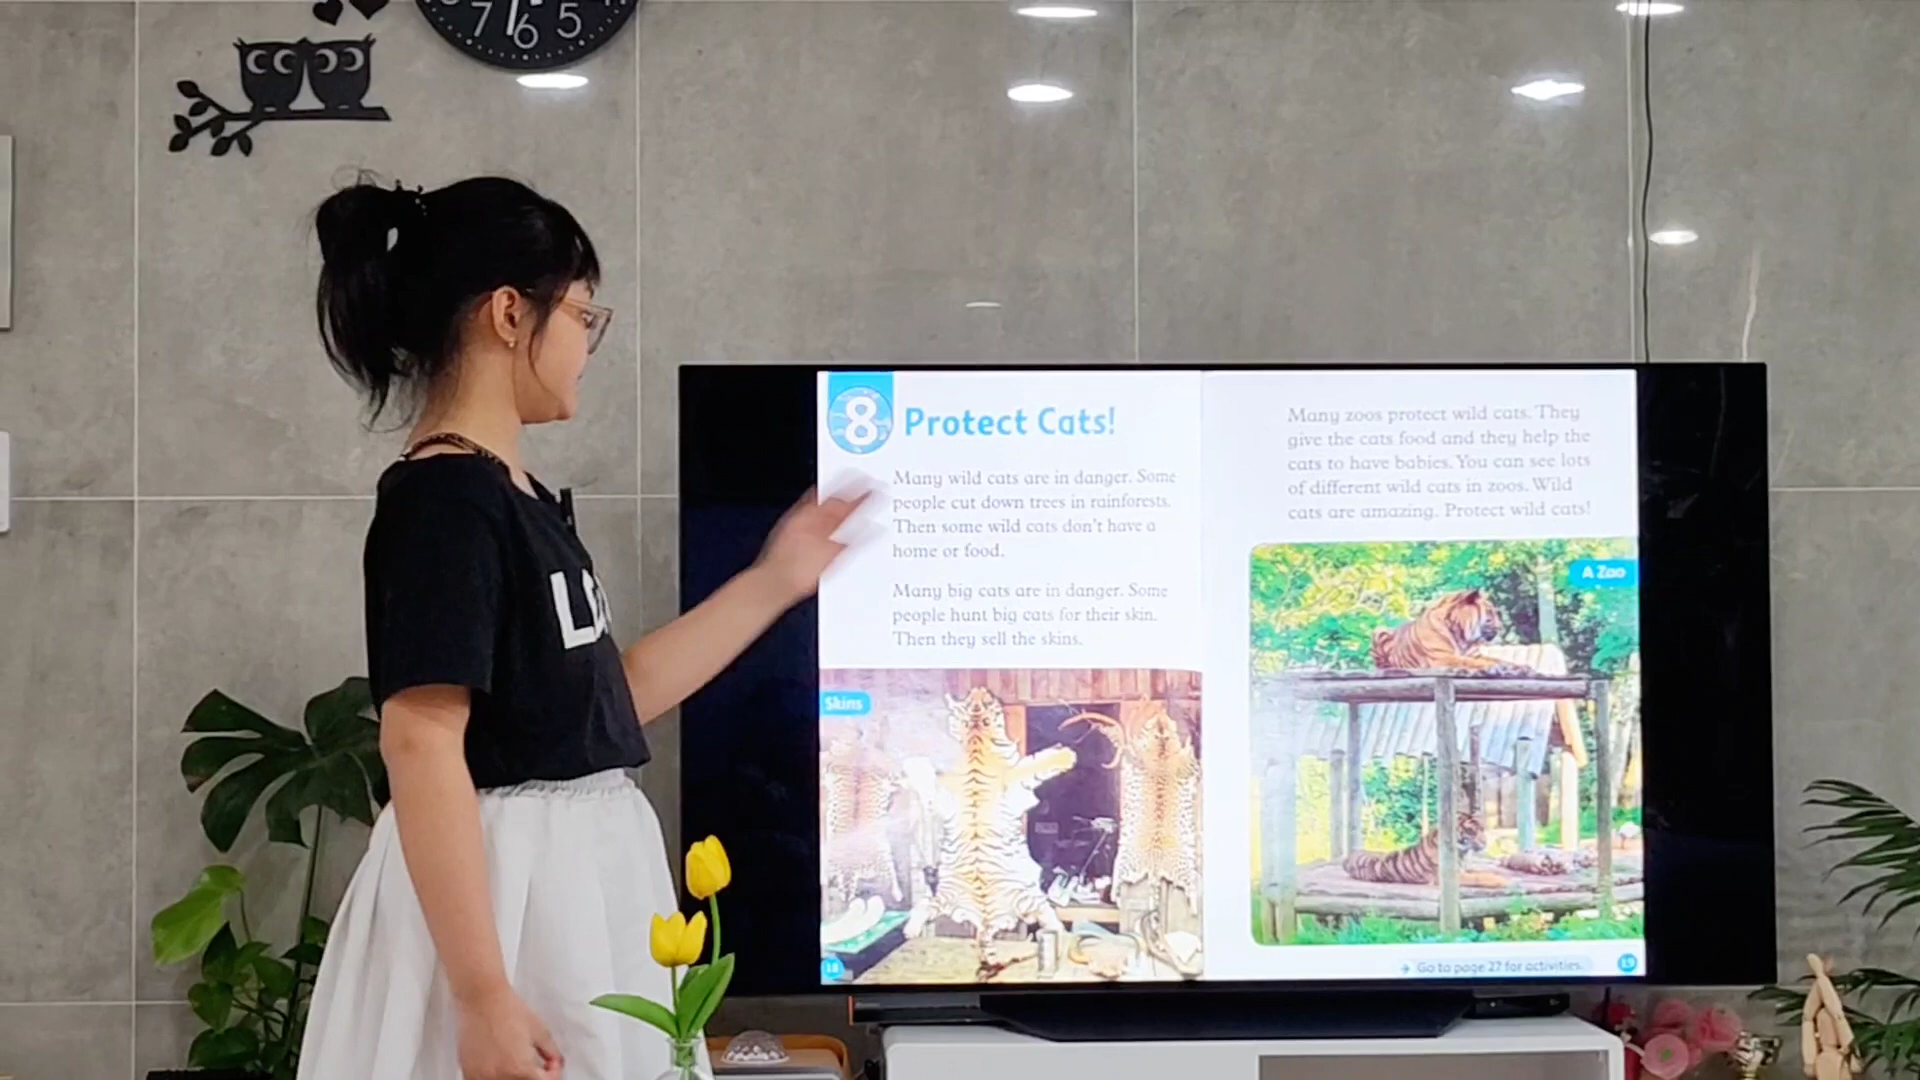 7 6 5
8 Protect Cats!
Many wild cats are in danger. Some
people cut down trees in rainforests.
Then some wild cats don't have a
home or food.
Many big cats are in danger. Some
people hunt big cats for their skin.
Then they sell the skins.
Skins
18
Many zoos protect wild cats. They
give the cats food and they help the
cats to have babies. You can see lots
of different wild cats in zoos. Wild
cats are amazing. Protect wild cats!
A Zoo
Go to page 27 for activities.
19